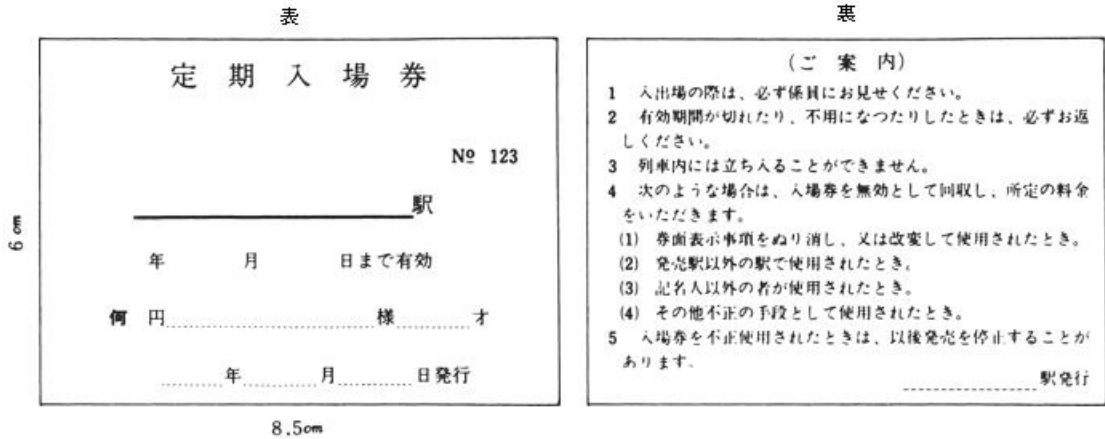 表
定期入場券
№ 123
駅
年 月 日まで有効
何 円 様 才
年 月 日発行
6cm
8.5cm
裏
(ご案内)
1 入出場の際は、必ず係員にお見せください。
2 有効期間が切れたり、不用になつたりしたときは、必ずお返
しください。
3 列車内には立ち入ることができません。
4 次のような場合は、入場券を無効として回収し、所定の料金
をいただきます。
(1) 券面表示事項をぬり消し、又は改変して使用されたとき。
(2) 発売駅以外の駅で使用されたとき。
(3) 記名人以外の者が使用されたとき。
(4) その他不正の手段として使用されたとき。
5 入場券を不正使用されたときは、以後発売を停止することが
あります。
駅発行